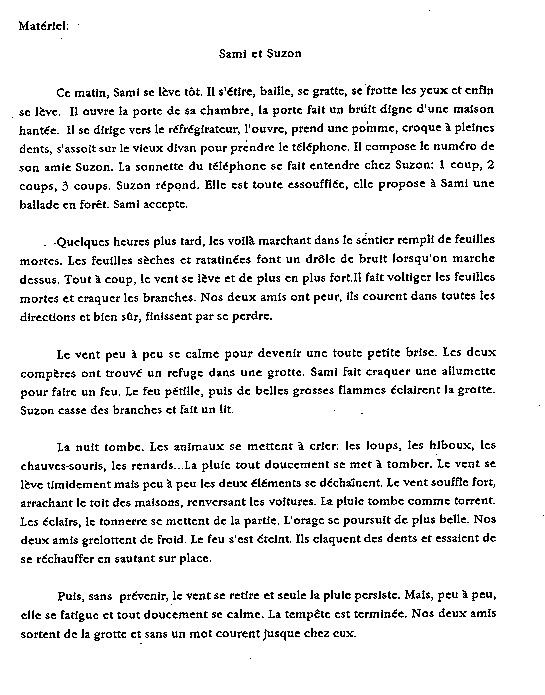 Matériel:
Sami et Suzon
Ce matin, Sami se lève tôt. Il s'étire, baille, se gratte, se frotte les yeux et enfin
se lève. Il ouvre la porte de sa chambre, la porte fait un bruit digne d'une maison
hantée. Il se dirige vers le réfrégirateur, l'ouvre, prend une pomme, croque à pleines
dents, s'assoit sur le vieux divan pour prendre le téléphone. Il compose le numéro de
son amie Suzon. La sonnette du téléphone se fait entendre chez Suzon: 1 coup, 2
coups, 3 coups. Suzon répond. Elle est toute essoufflée, elle propose à Sami une
ballade en forêt. Sami accepte.
Quelques heures plus tard, les voilà marchant dans le sentier rempli de feuilles
mortes. Les feuilles sèches et ratatinées font un drôle de bruit lorsqu'on marche
dessus. Tout à coup, le vent se lève et de plus en plus fort.Il fait voltiger les feuilles
mortes et craquer les branches. Nos deux amis ont peur, ils courent dans toutes les
directions et bien sûr, finissent par se perdre.
Le vent peu à peu se calme pour devenir une toute petite brise. Les deux
compères ont trouvé un refuge dans une grotte. Sami fait craquer une allumette
pour faire un feu. Le feu pétille, puis de belles grosses flammes éclairent la grotte.
Suzon casse des branches et fait un lit.
La nuit tombe. Les animaux se mettent à crier: les loups, les hiboux, les
chauves-souris, les renards...La pluie tout doucement se met à tomber. Le vent se
lève timidement mais peu à peu les deux éléments se déchaînent. Le vent souffle fort,
arrachant le toit des maisons, renversant les voitures. La pluie tombe comme torrent.
Les éclairs, le tonnerre se mettent de la partie. L'orage se poursuit de plus belle. Nos
deux amis grelottent de froid. Le feu s'est éteint. Ils claquent des dents et essaient de
se réchauffer en sautant sur place.
Puis, sans prévenir, le vent se retire et seule la pluie persiste. Mais, peu à peu,
elle se fatigue et tout doucement se calme. La tempête est terminée. Nos deux amis
sortent de la grotte et sans un mot courent jusque chez eux.